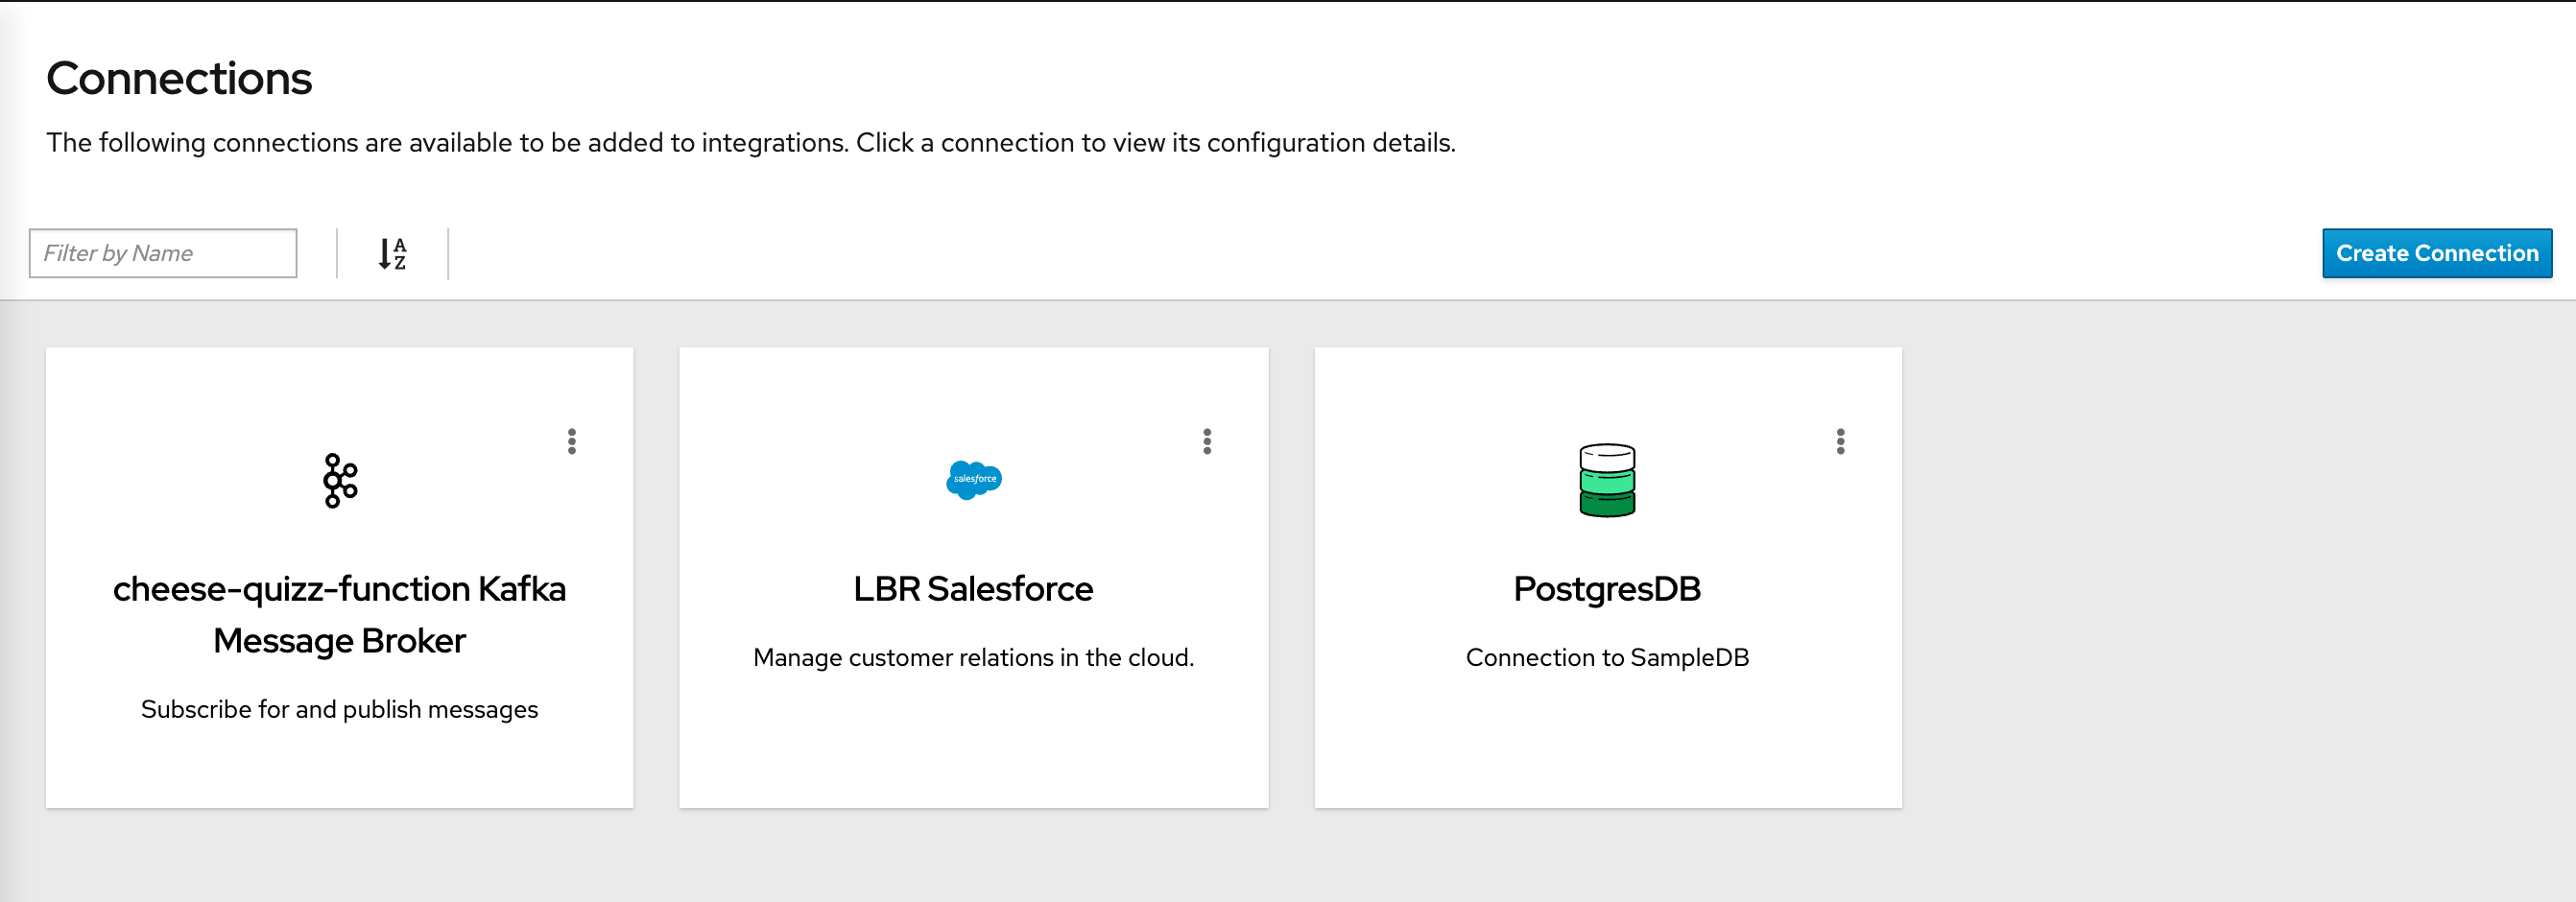 Connections
The following connections are available to be added to integrations. Click a connection to view its configuration details.
Filter by Name
A
Z
Create Connection
cheese-quizz-function Kafka
Message Broker
Subscribe for and publish messages
salesforce
LBR Salesforce
Manage customer relations in the cloud.
PostgresDB
Connection to SampleDB